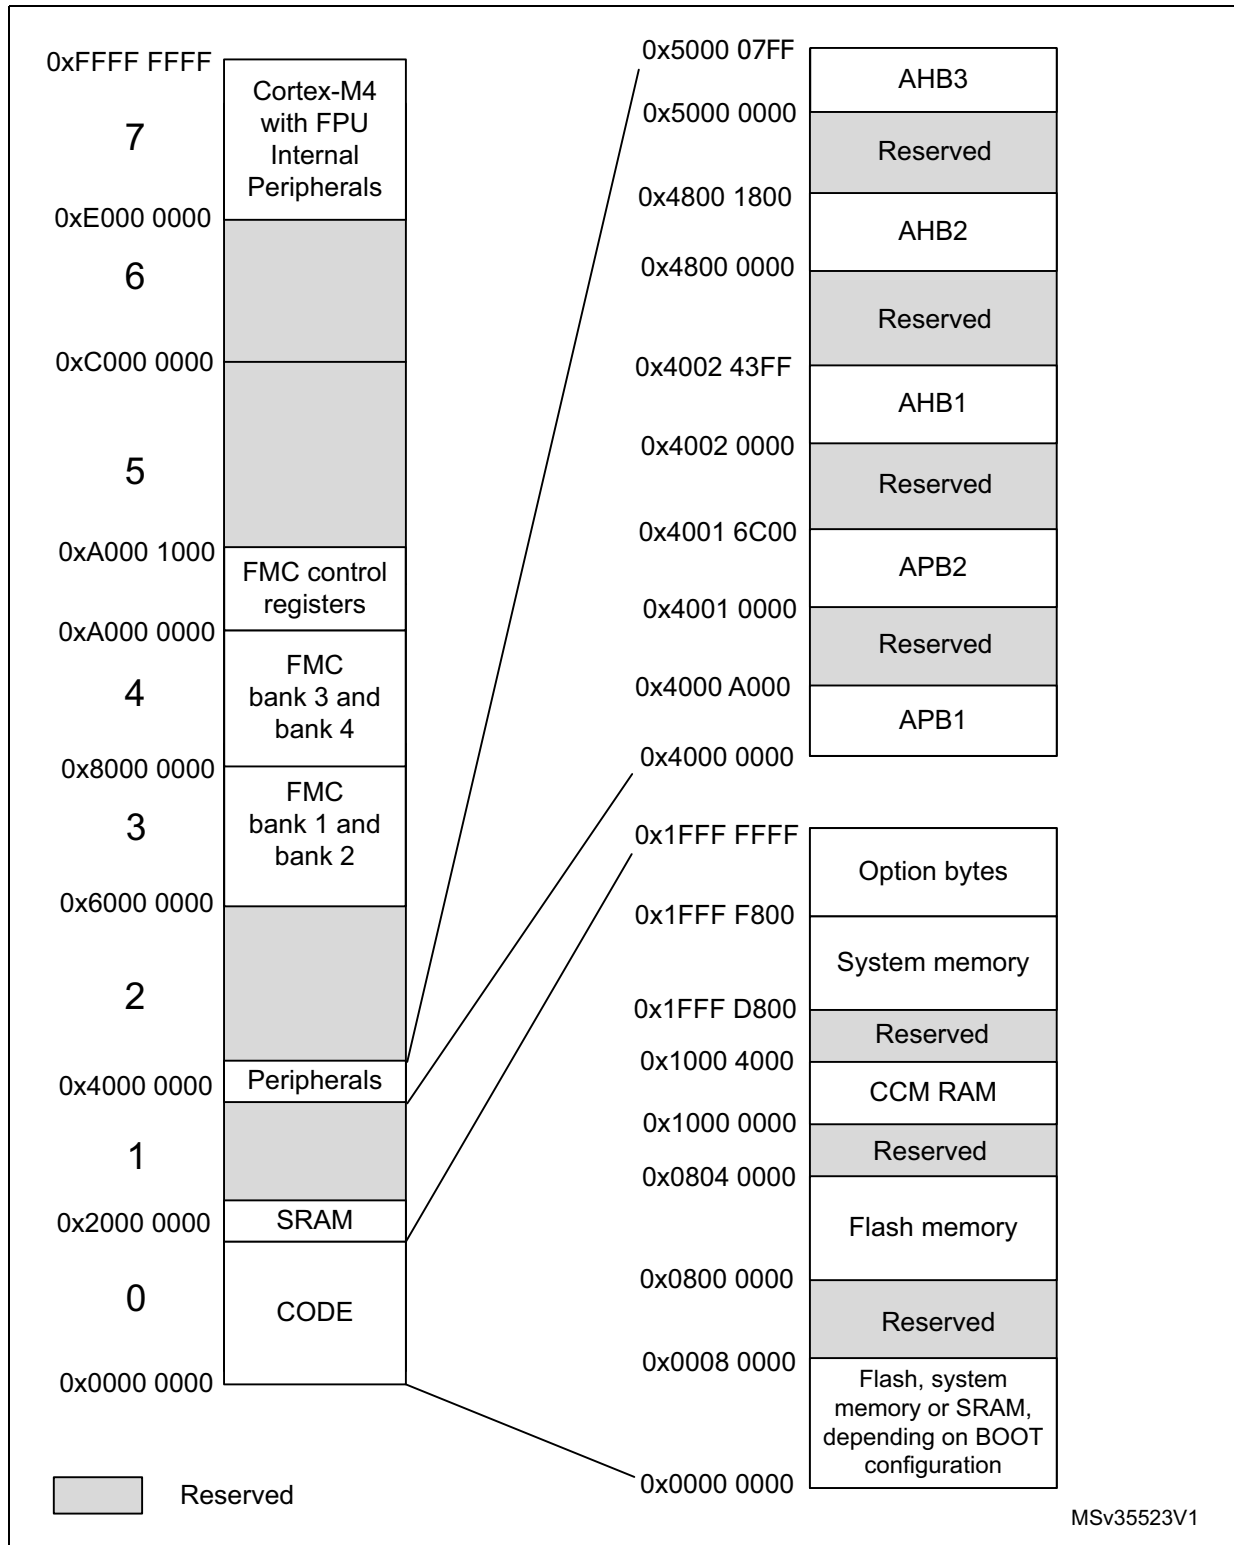 0xFFFF FFFF
Cortex-M4
with FPU
Internal
Peripherals
7
0xE000 0000
6
0xC000 0000
5
0xA000 1000
FMC control
registers
0xA000 0000
FMC
bank 3 and
bank 4
4
0x8000 0000
FMC
bank 1 and
bank 2
3
0x6000 0000
2
Peripherals
0x4000 0000
1
0x2000 0000
SRAM
0
CODE
0x0000 0000
Reserved
0x5000 07FF
AHB3
0x5000 0000
Reserved
0x4800 1800
AHB2
0x4800 0000
Reserved
0x4002 43FF
AHB1
0x4002 0000
Reserved
0x4001 6C00
APB2
0x4001 0000
Reserved
0x4000 A000
APB1
0x4000 0000
0x1FFF FFFF
Option bytes
0x1FFF F800
System memory
0x1FFF D800
Reserved
0x1000 4000
CCM RAM
0x1000 0000
Reserved
0x0804 0000
Flash memory
0x0800 0000
Reserved
0x0008 0000
Flash, system
memory or SRAM,
depending on BOOT
configuration
0x0000 0000
MSv35523V1